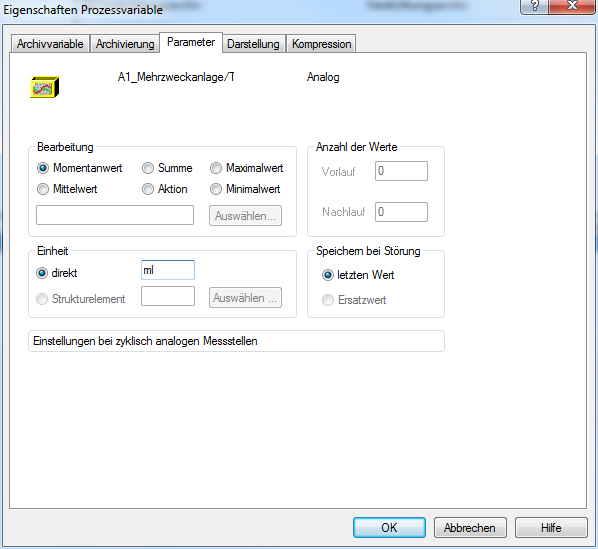 Eigenschaften Prozessvariable
?
Archivvariable Archivierung Parameter Darstellung Kompression
A1_Mehrzweckanlage/T Analog
Bearbeitung
Momentanwert Summe Maximalwert
Mittelwert Aktion Minimalwert
Auswählen...
Anzahl der Werte
Vorlauf 0
Nachlauf 0
Einheit
direkt ml
Strukturelement Auswählen ...
Speichern bei Störung
letzten Wert
Ersatzwert
Einstellungen bei zyklisch analogen Messstellen
OK Abbrechen Hilfe